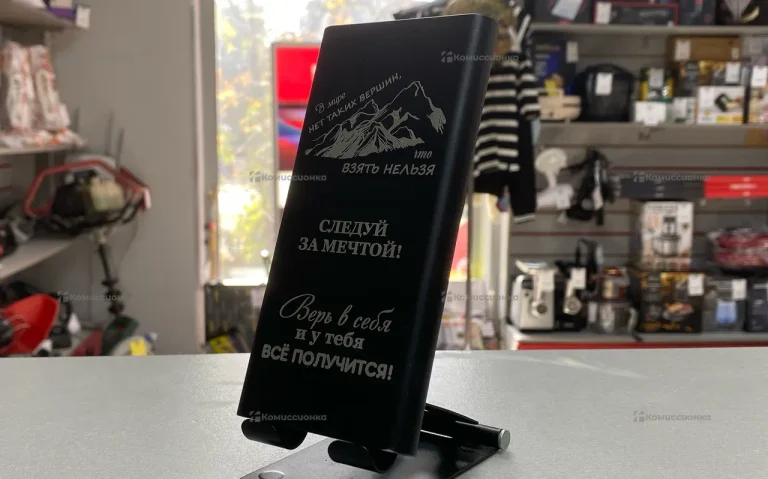 В мире
НЕТ ТАКИХ ВЕРШИН,
что
ВЗЯТЬ НЕЛЬЗЯ
СЛЕДУЙ
ЗА МЕЧТОЙ!
Верь в себя
и у тебя
ВСЁ ПОЛУЧИТСЯ!
Комиссионка
Комиссионка
Комиссионка
Комиссионка
Комиссионка
Комиссионка
Комиссионка